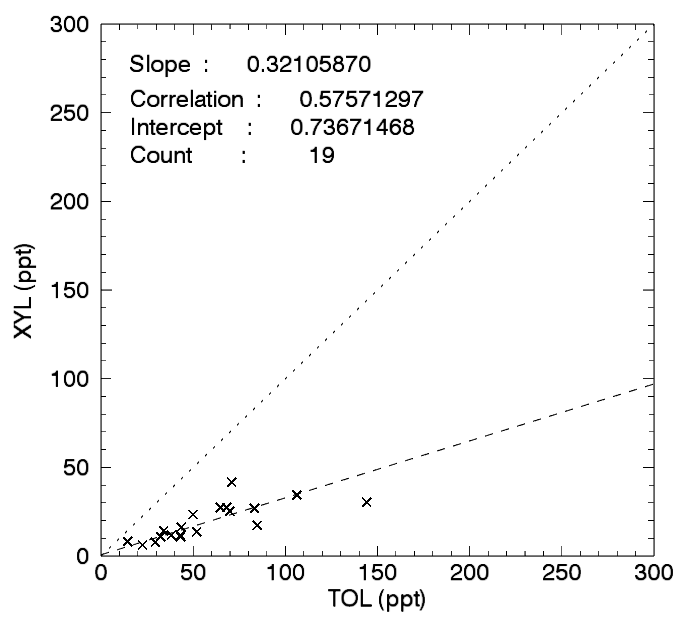 300
Slope : 0.32105870
Correlation : 0.57571297
Intercept : 0.73671468
Count : 19
250
200
150
100
50
0
XYL (ppt)
0 50 100 150 200 250 300
TOL (ppt)